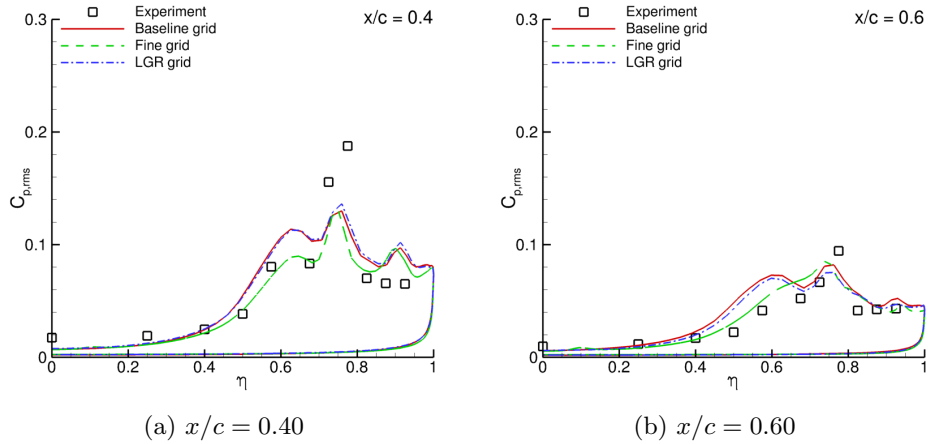 0.3
0.2
0.1
0
C_p,rms
Experiment
Baseline grid
Fine grid
LGR grid
x/c = 0.4
0 0.2 0.4 0.6 0.8 1
η
(a) x/c = 0.40
0.3
0.2
0.1
0
C_p,rms
Experiment
Baseline grid
Fine grid
LGR grid
x/c = 0.6
0 0.2 0.4 0.6 0.8 1
η
(b) x/c = 0.60